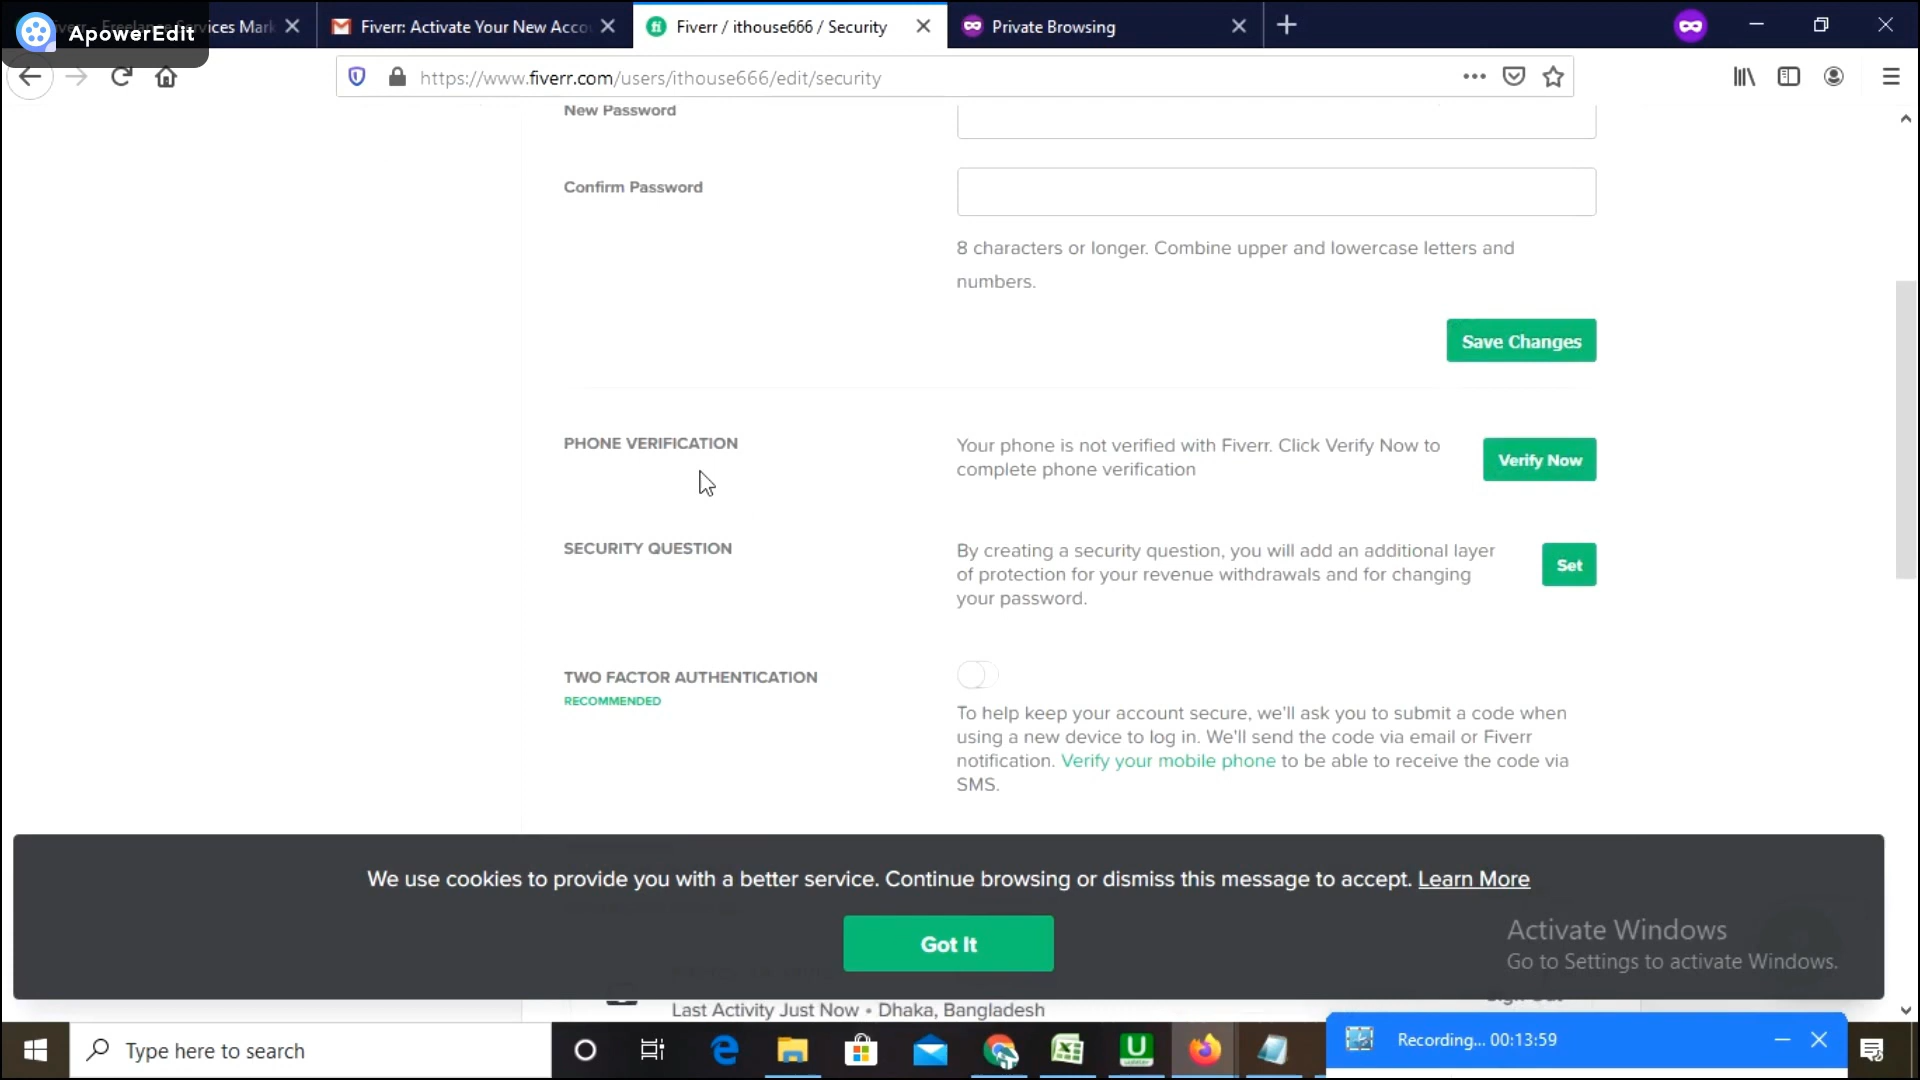 ApowerEdit
ces Mark
Fiverr: Activate Your New Acco
Fiverr / ithouse666 / Security
Private Browsing
https://www.fiverr.com/users/ithouse666/edit/security
New Password
Confirm Password
8 characters or longer. Combine upper and lowercase letters and
numbers.
Save Changes
PHONE VERIFICATION
Your phone is not verified with Fiverr. Click Verify Now to
complete phone verification
Verify Now
SECURITY QUESTION
By creating a security question, you will add an additional layer
of protection for your revenue withdrawals and for changing
your password.
Set
TWO FACTOR AUTHENTICATION
RECOMMENDED
To help keep your account secure, we'll ask you to submit a code when
using a new device to log in. We'll send the code via email or Fiverr
notification. Verify your mobile phone to be able to receive the code via
SMS.
We use cookies to provide you with a better service. Continue browsing or dismiss this message to accept. Learn More
Got It
Activate Windows
Go to Settings to activate Windows.
Last Activity Just Now • Dhaka, Bangladesh
Type here to search
Recording... 00:13:59